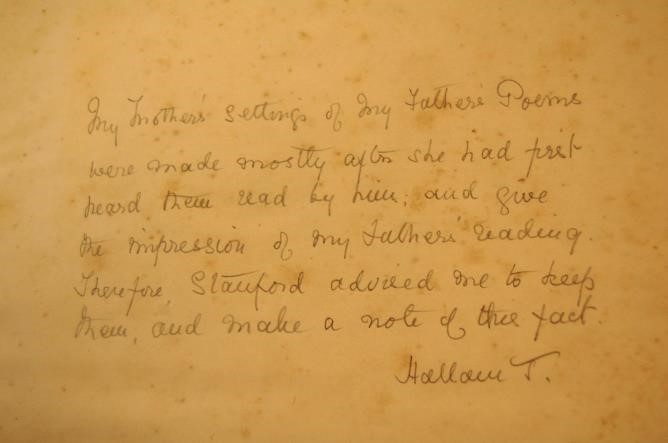 My Mother's settings of My Father's Poems
were made mostly after she had first
heard them read by him; and give
the impression of my Father's reading.
Therefore, Stanford advised me to keep
them, and make a note of this fact.
Hallam T.